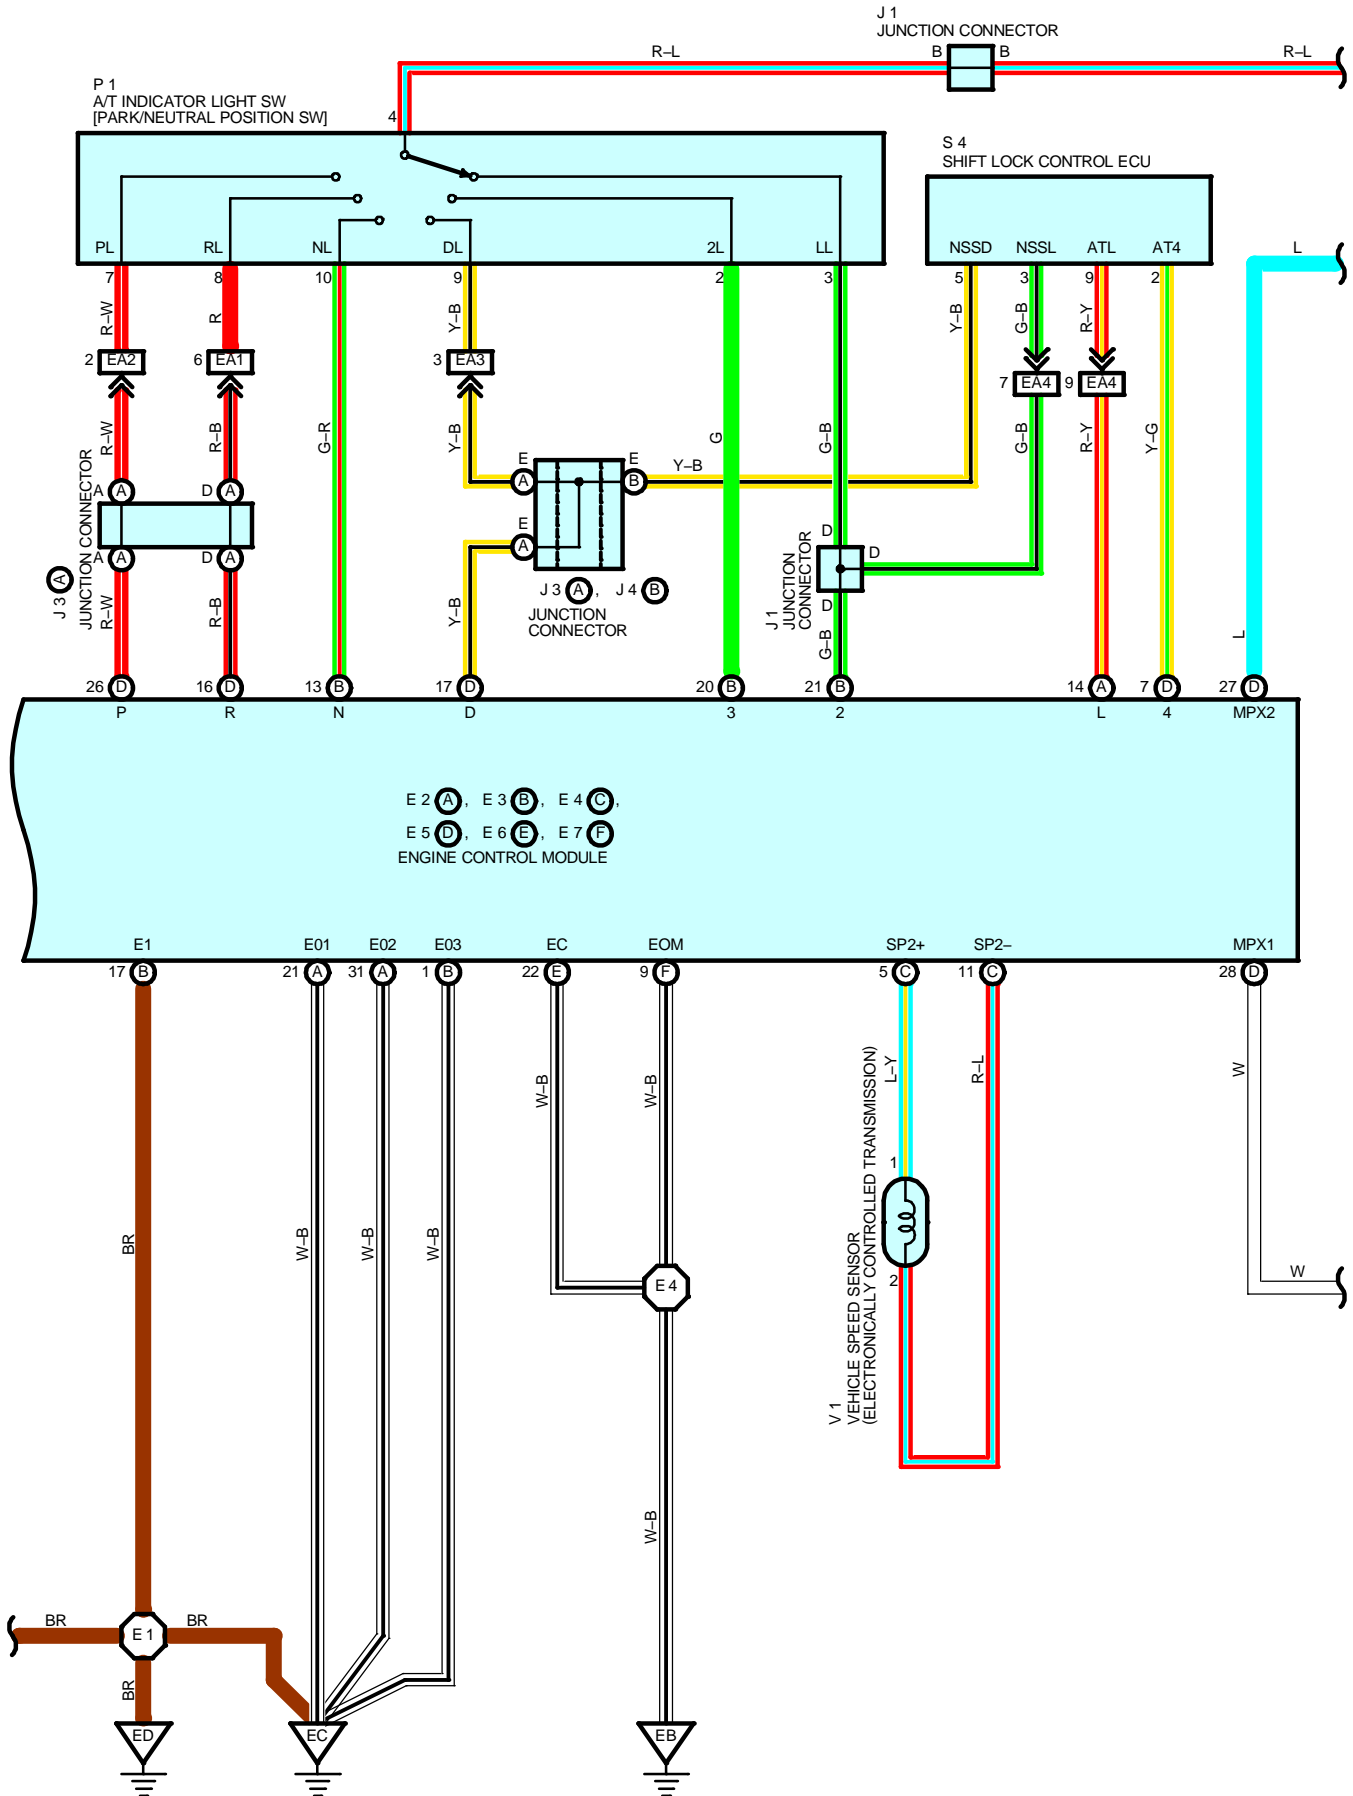 J 1
JUNCTION CONNECTOR
R–L
B
B
R–L
P 1
A/T INDICATOR LIGHT SW
[PARK/NEUTRAL POSITION SW]
4
S 4
SHIFT LOCK CONTROL ECU
PL
RL
NL
DL
2L
LL
NSSD
NSSL
ATL
AT4
L
7
8
10
9
2
3
5
3
9
2
R–W
R
Y–B
Y–B
G–B
R–Y
2
EA2
6
EA1
3
EA3
7
EA4
9
EA4
R–W
R–B
G–R
Y–B
G
G–B
G–B
R–Y
Y–G
E
A
E
B
Y–B
A
A
D
A
E
A
D
D
A
A
D
A
D
J 3
A
JUNCTION CONNECTOR
J 3
A
,
J 4
B
JUNCTION
CONNECTOR
J 1
JUNCTION
CONNECTOR
R–W
R–B
Y–B
G–B
L
26
D
16
D
13
B
17
D
20
B
21
B
14
A
7
D
27
D
P
R
N
D
3
2
L
4
MPX2
E 2
A
,
E 3
B
,
E 4
C
,
E 5
D
,
E 6
E
,
E 7
F
ENGINE CONTROL MODULE
E1
E01
E02
E03
EC
EOM
SP2+
SP2–
MPX1
17
B
21
A
31
A
1
B
22
E
9
F
5
C
11
C
28
D
W–B
W–B
L–Y
R–L
W
1
2
V 1
VEHICLE SPEED SENSOR
(ELECTRONICALLY CONTROLLED TRANSMISSION)
BR
W–B
W–B
W–B
E 4
W
W–B
BR
E 1
BR
BR
ED
EC
EB